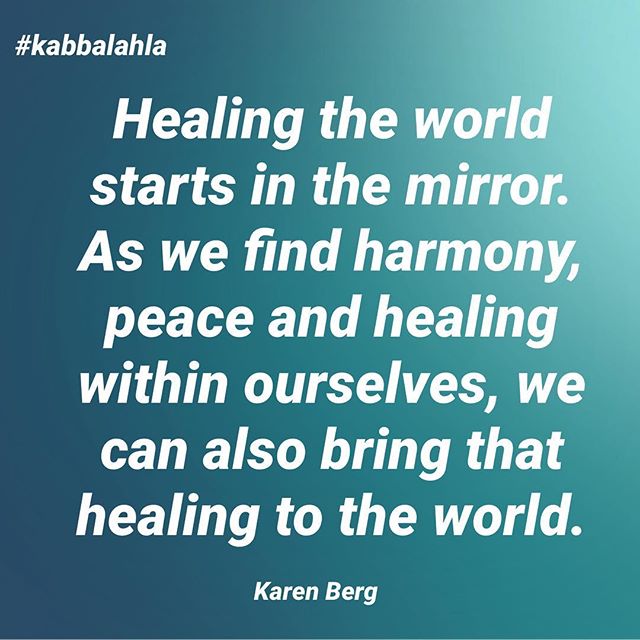 #kabbalahla
Healing the world
starts in the mirror.
As we find harmony,
peace and healing
within ourselves, we
can also bring that
healing to the world.
Karen Berg